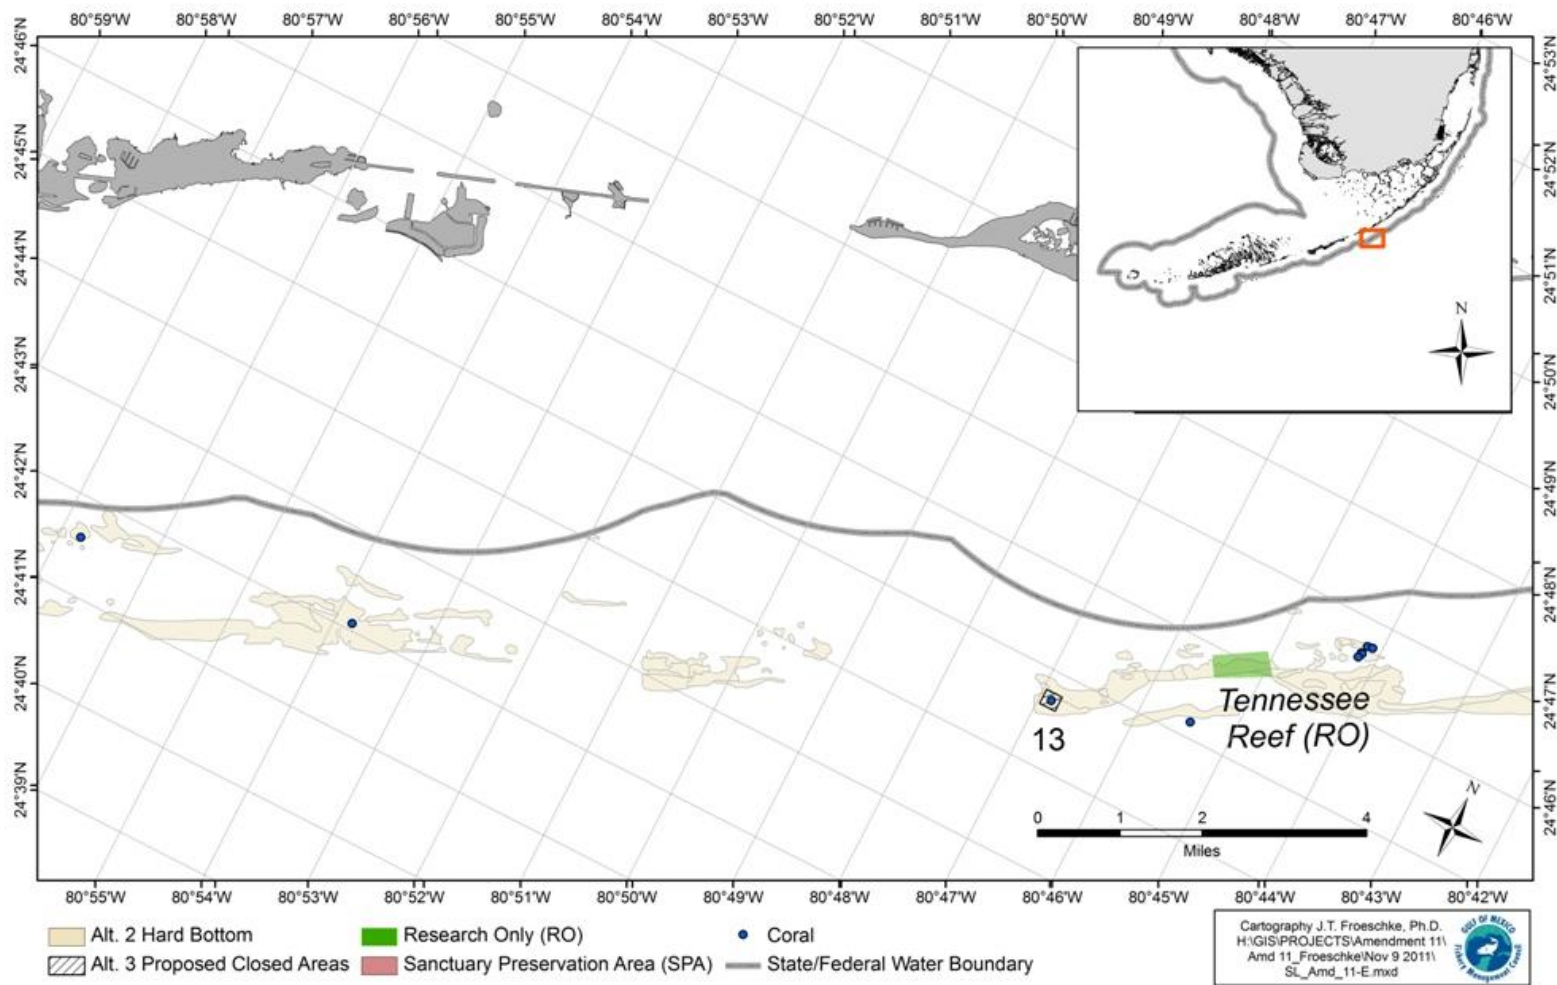 80°59'W 80°58'W 80°57'W 80°56'W 80°55'W 80°54'W 80°53'W 80°52'W 80°51'W 80°50'W 80°49'W 80°48'W 80°47'W 80°46'W
24°46'N
24°45'N
24°44'N
24°43'N
24°42'N
24°41'N
24°40'N
24°39'N
24°53'N
24°52'N
24°51'N
24°50'N
24°49'N
24°48'N
24°47'N
24°46'N
N
Tennessee
Reef (RO)
13
N
0 1 2 4
Miles
80°55'W 80°54'W 80°53'W 80°52'W 80°51'W 80°50'W 80°49'W 80°48'W 80°47'W 80°46'W 80°45'W 80°44'W 80°43'W 80°42'W
Alt. 2 Hard Bottom
Alt. 3 Proposed Closed Areas
Research Only (RO)
Sanctuary Preservation Area (SPA)
Coral
State/Federal Water Boundary
Cartography J.T. Froeschke, Ph.D.
H:\GIS\PROJECTS\Amendment 11\
Amd 11_Froeschke\Nov 9 2011\
SL_Amd_11-E.mxd
GULF OF MEXICO
Fishery Management Council